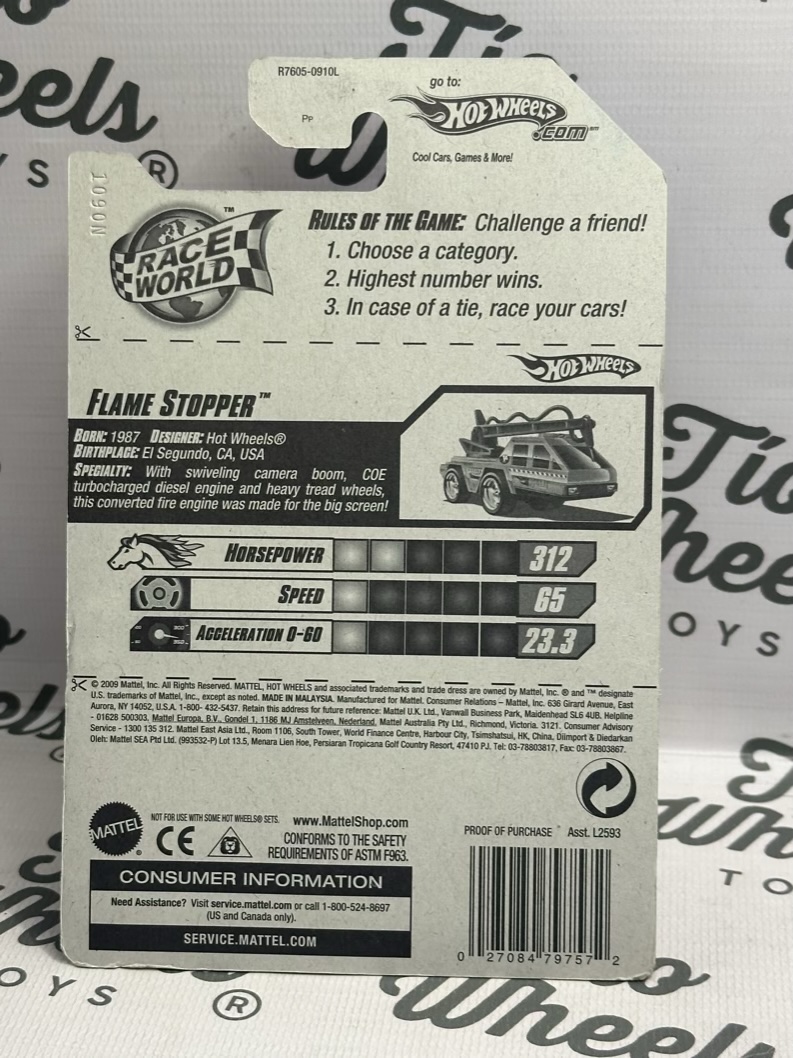 R7605-0910L
go to:
Pp
HOT WHEELS
.COM™
Cool Cars, Games & More!
1090N
RACE WORLD™
RULES OF THE GAME: Challenge a friend!
1. Choose a category.
2. Highest number wins.
3. In case of a tie, race your cars!
HOT WHEELS
FLAME STOPPER™
BORN: 1987 DESIGNER: Hot Wheels®
BIRTHPLACE: El Segundo, CA, USA
SPECIALTY: With swiveling camera boom, COE
turbocharged diesel engine and heavy tread wheels,
this converted fire engine was made for the big screen!
HORSEPOWER 312
SPEED 65
ACCELERATION 0-60 23.3
© 2009 Mattel, Inc. All Rights Reserved. MATTEL, HOT WHEELS and associated trademarks and trade dress are owned by Mattel, Inc. ® and ™ designate
U.S. trademarks of Mattel, Inc., except as noted. MADE IN MALAYSIA. Manufactured for Mattel. Consumer Relations – Mattel, Inc. 636 Girard Avenue, East
Aurora, NY 14052, U.S.A. 1-800- 432-5437. Retain this address for future reference: Mattel U.K. Ltd., Vanwall Business Park, Maidenhead SL6 4UB. Helpline
- 01628 500303, Mattel Europa, B.V., Gondel 1, 1186 MJ Amstelveen, Nederland. Mattel Australia Pty Ltd., Richmond, Victoria. 3121. Consumer Advisory
Service - 1300 135 312. Mattel East Asia Ltd., Room 1106, South Tower, World Finance Centre, Harbour City, Tsimshatsui, HK, China, Diimport & Diedarkan
Oleh: Mattel SEA Ptd Ltd. (993532-P) Lot 13.5, Menara Lien Hoe, Persiaran Tropicana Golf Country Resort, 47410 PJ. Tel: 03-78803817, Fax: 03-78803867.
MATTEL®
NOT FOR USE WITH SOME HOT WHEELS® SETS. www.MattelShop.com
CE
CONFORMS TO THE SAFETY
REQUIREMENTS OF ASTM F963.
PROOF OF PURCHASE Asst. L2593
CONSUMER INFORMATION
Need Assistance? Visit service.mattel.com or call 1-800-524-8697
(US and Canada only).
SERVICE.MATTEL.COM
0 27084 79757 2